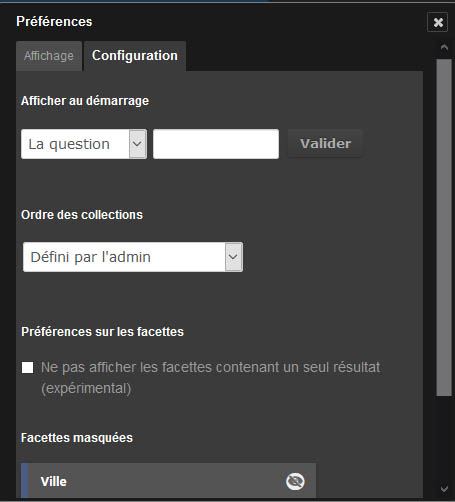 Préférences
Affichage
Configuration
Afficher au démarrage
La question
Valider
Ordre des collections
Défini par l'admin
Préférences sur les facettes
Ne pas afficher les facettes contenant un seul résultat
(expérimental)
Facettes masquées
Ville